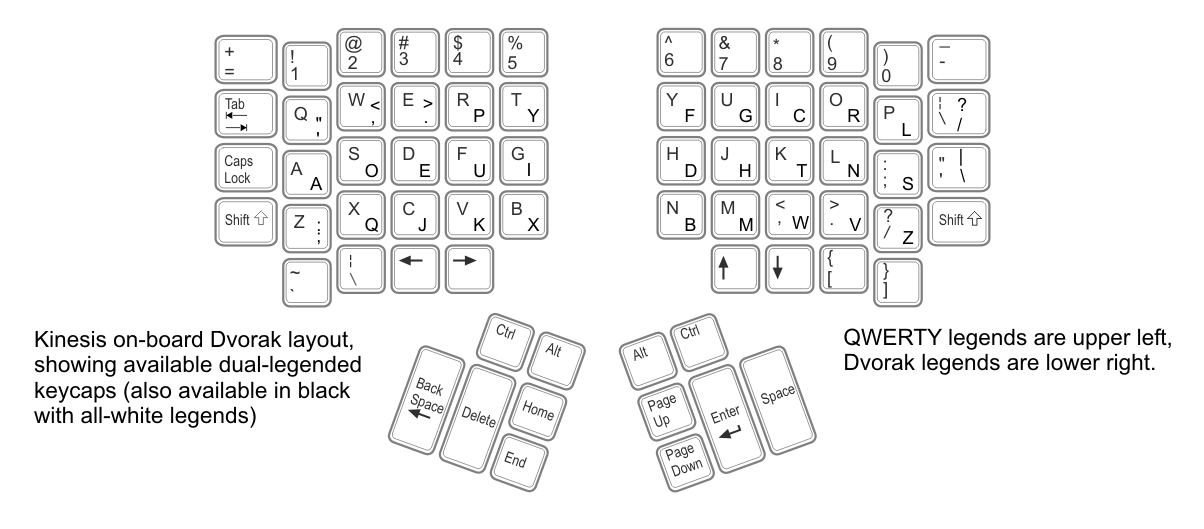 + ! @ # $ % ^ & * ( ) _
= 1 2 3 4 5 6 7 8 9 0 -
Tab Q " ' W < , E > . R P T Y Y F U G I C O R P L ¦ \ ? /
Caps Lock A A S O D E F U G I H D J H K T L N : ; S " ' | \
Shift Z : ; X Q C J V K B X N B M M < , W > . V ? / Z Shift
~ ` ¦ \ ← → ↑ ↓ { [ } ]
Ctrl Alt Alt Ctrl
Back Space Delete Home Page Up Enter Space
End Page Down
Kinesis on-board Dvorak layout,
showing available dual-legended
keycaps (also available in black
with all-white legends)
QWERTY legends are upper left,
Dvorak legends are lower right.